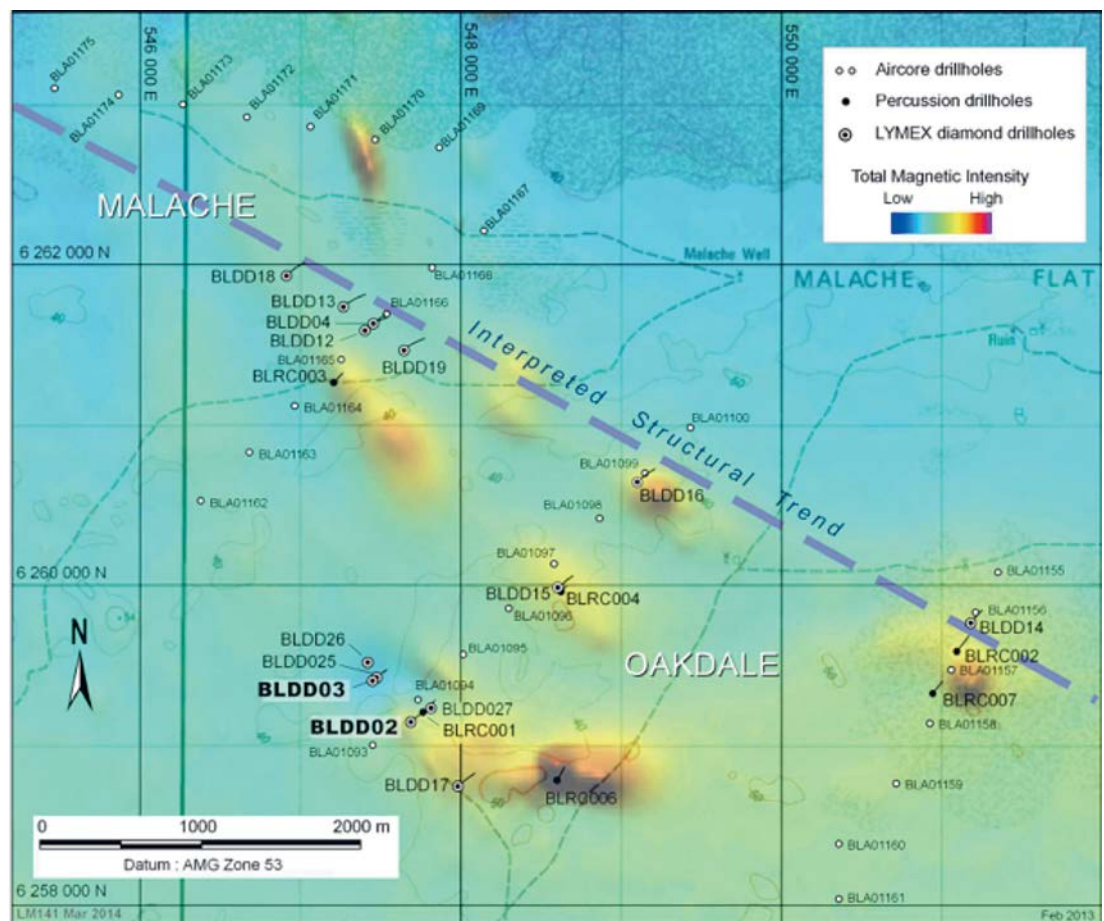 546 000 E
548 000 E
550 000 E
BLA01175
BLA01174
BLA01173
BLA01172
BLA01171
BLA01170
BLA01169
BLA01167
Aircore drillholes
Percussion drillholes
LYMEX diamond drillholes
Total Magnetic Intensity
Low High
MALACHE
6 262 000 N
Malache Well
MALACHE FLAT
Ruin
BLDD18
BLA01168
BLDD13
BLA01166
BLDD04
BLDD12
BLDD19
BLA01165
BLRC003
BLA01164
BLA01163
BLA01162
Interpreted Structural Trend
BLA01100
BLA01099
BLDD16
BLA01098
BLA01097
6 260 000 N
BLDD15
BLRC004
BLA01096
BLA01155
BLA01156
BLDD14
BLRC002
BLA01157
BLRC007
BLA01158
BLDD26
BLDD025
BLDD03
BLA01095
OAKDALE
BLA01094
BLDD027
BLDD02
BLRC001
BLA01093
BLDD17
BLRC006
BLA01159
BLA01160
BLA01161
N
0 1000 2000 m
Datum : AMG Zone 53
6 258 000 N
LM141 Mar 2014
Feb 2013